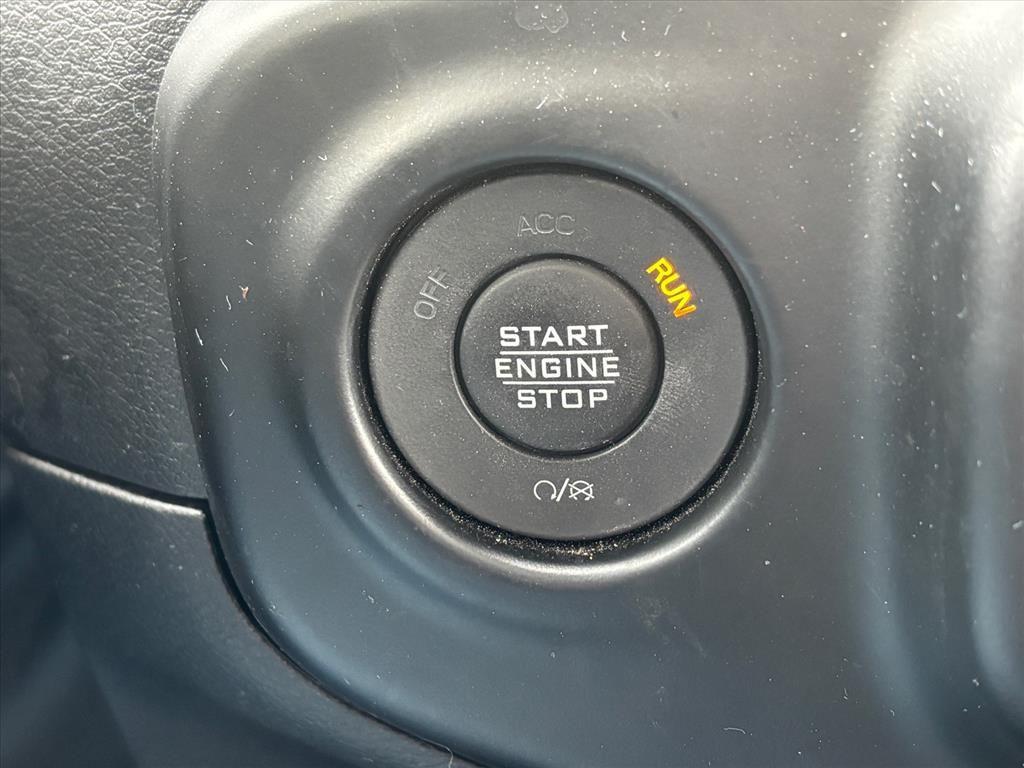 ACC
OFF
RUN
START
ENGINE
STOP